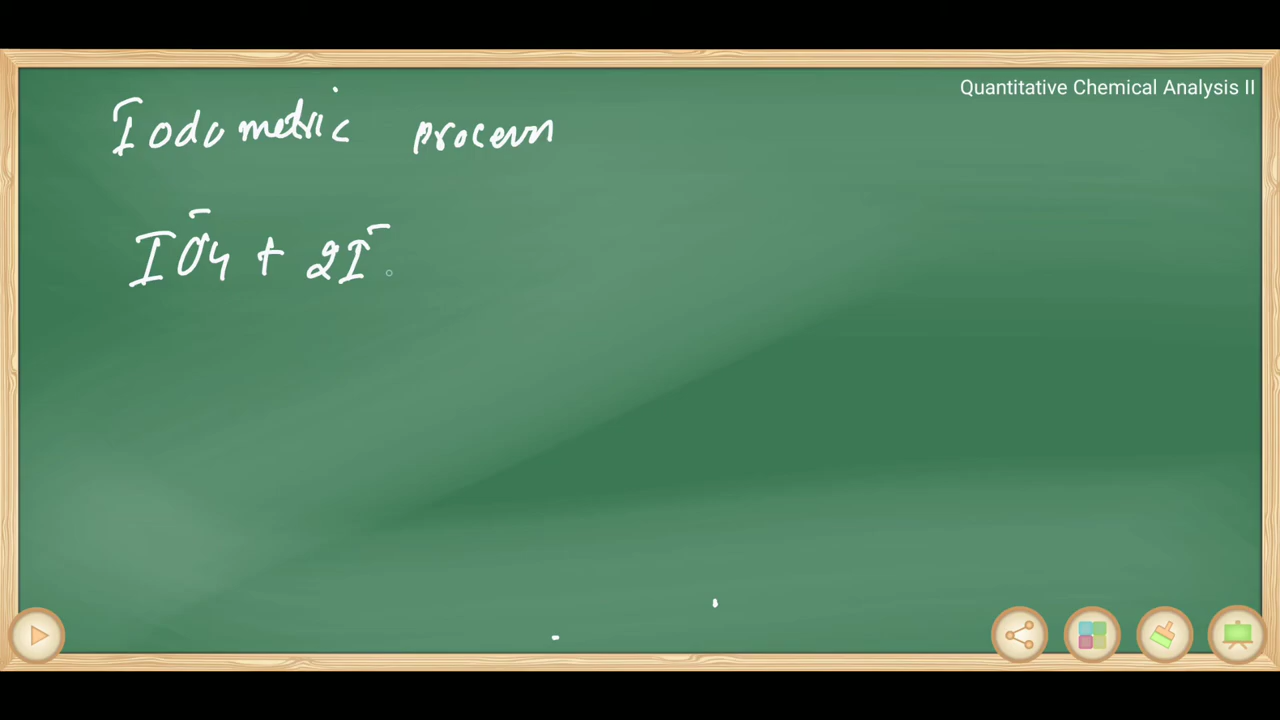 Quantitative Chemical Analysis II
Iodometric process
IO₄⁻ + 2I⁻